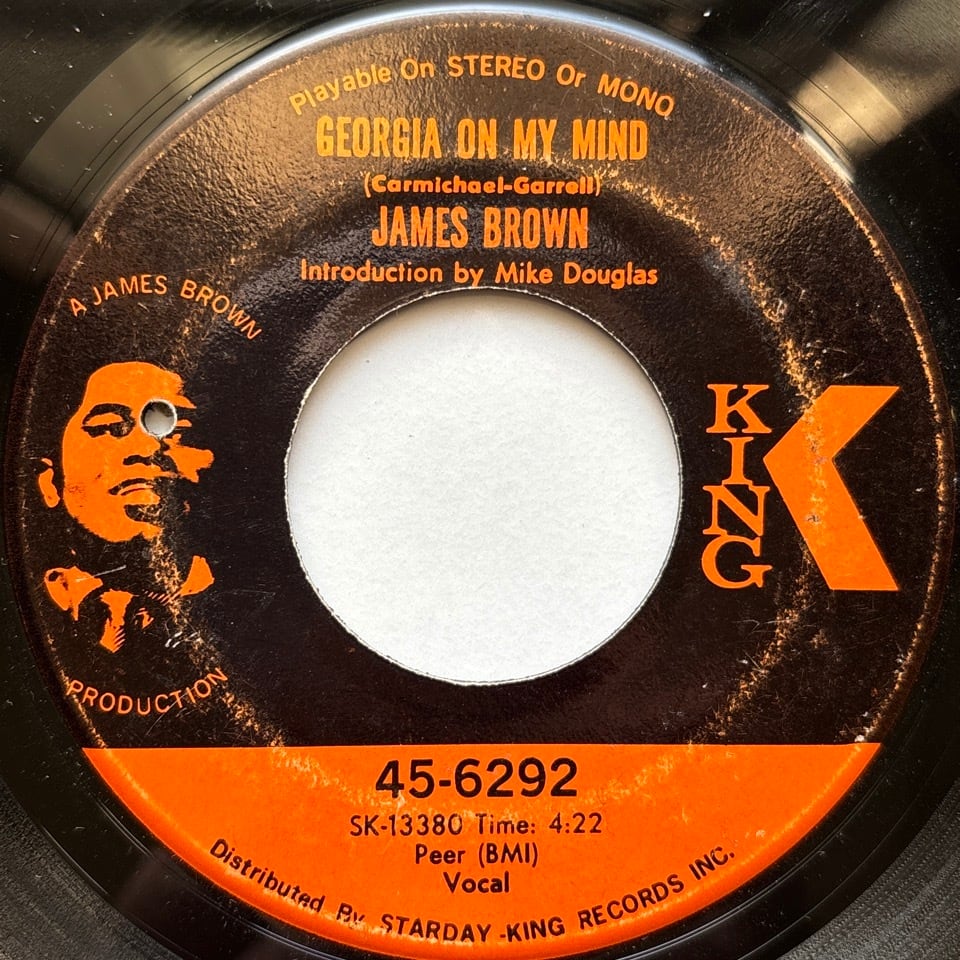 Playable On STEREO Or MONO
GEORGIA ON MY MIND
(Carmichael-Garrell)
JAMES BROWN
Introduction by Mike Douglas
A JAMES BROWN
PRODUCTION
KING
45-6292
SK-13380 Time: 4:22
Peer (BMI)
Vocal
Distributed By STARDAY-KING RECORDS INC.